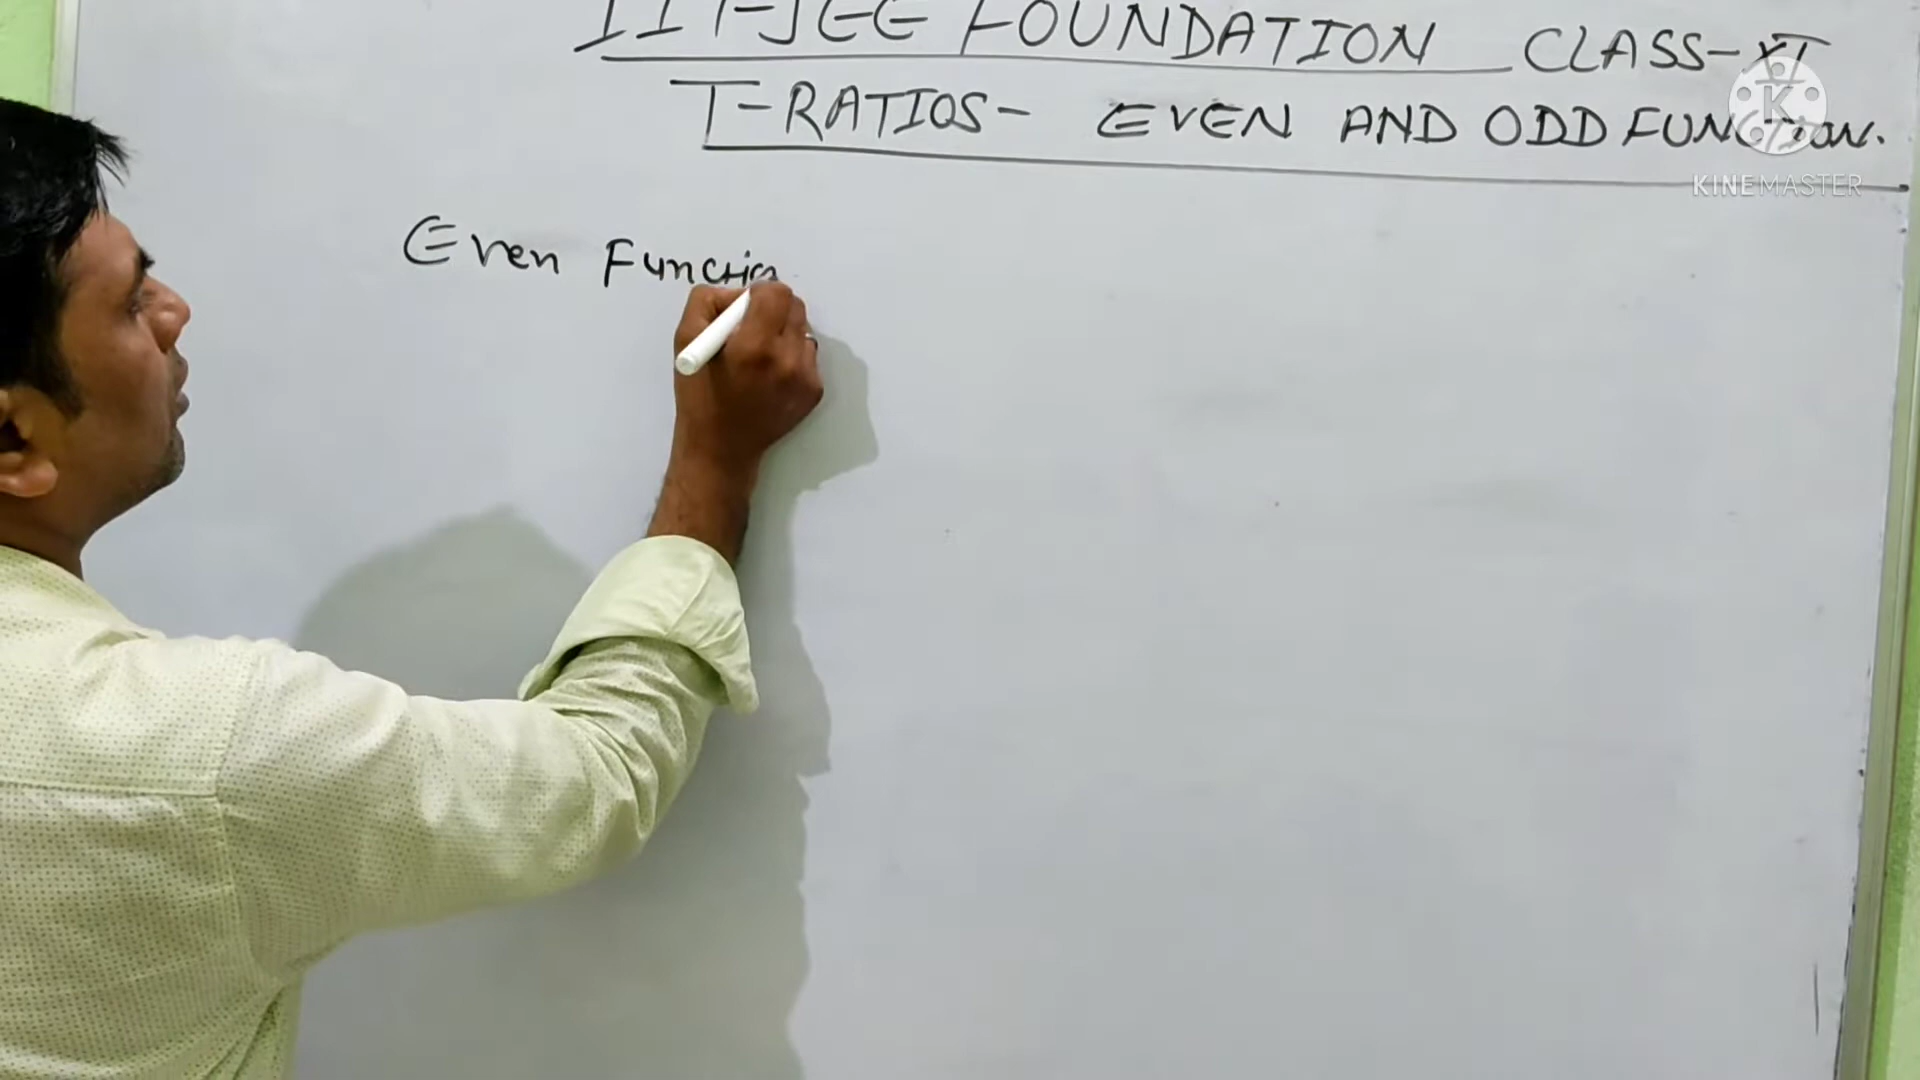 IIT-JEE FOUNDATION CLASS-XI
T-RATIOS- EVEN AND ODD FUNCTION.
KINEMASTER
Even Functio